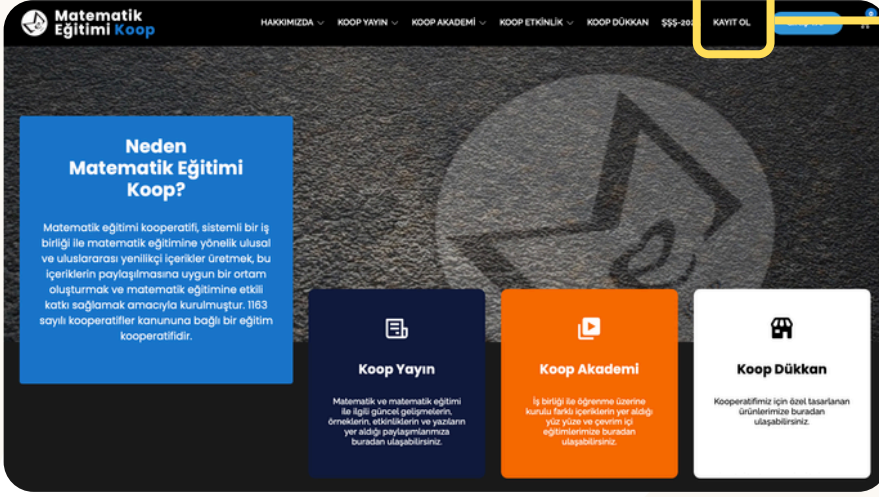 Matematik
Eğitimi Koop
HAKKIMIZDA
KOOP YAYIN
KOOP AKADEMİ
KOOP ETKİNLİK
KOOP DÜKKAN
KAYIT OL
0
Neden
Matematik Eğitimi
Koop?
Matematik eğitimi kooperatifi, sistemli bir iş
birliği ile matematik eğitimine yönelik ulusal
ve uluslararası yenilikçi içerikler üretmek, bu
içeriklerin paylaşılmasına uygun bir ortam
oluşturmak ve matematik eğitimine etkili
katkı sağlamak amacıyla kurulmuştur. 1163
sayılı kooperatifler kanununa bağlı bir eğitim
kooperatifidir.
Koop Yayın
Matematik ve matematik eğitimi
ile ilgili güncel gelişmelerin,
örneklerin, etkinliklerin ve yazıların
yer aldığı paylaşımlarımıza
buradan ulaşabilirsiniz.
Koop Akademi
İş birliği ile öğrenme üzerine
kurulu farklı içeriklerin yer aldığı
yüz yüze ve çevrim içi
eğitimlerimize buradan
ulaşabilirsiniz.
Koop Dükkan
Kooperatifimiz için özel tasarlanan
ürünlerimize buradan
ulaşabilirsiniz.